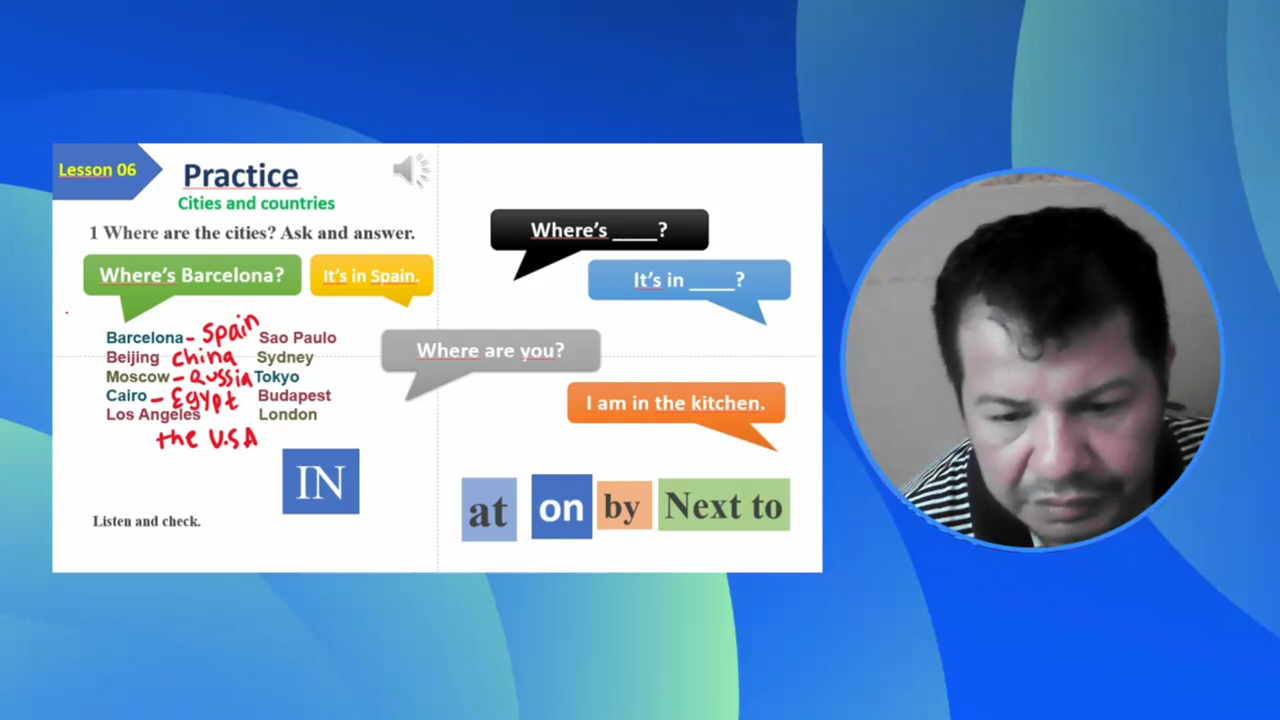 Lesson 06
Practice
Cities and countries
1 Where are the cities? Ask and answer.
Where's Barcelona?
It's in Spain.
Barcelona - Spain
Sao Paulo
Beijing China
Sydney
Moscow - Russia
Tokyo
Cairo - Egypt
Budapest
Los Angeles
London
the U.S.A
IN
Listen and check.
Where's ____?
It's in ____?
Where are you?
I am in the kitchen.
at on by Next to